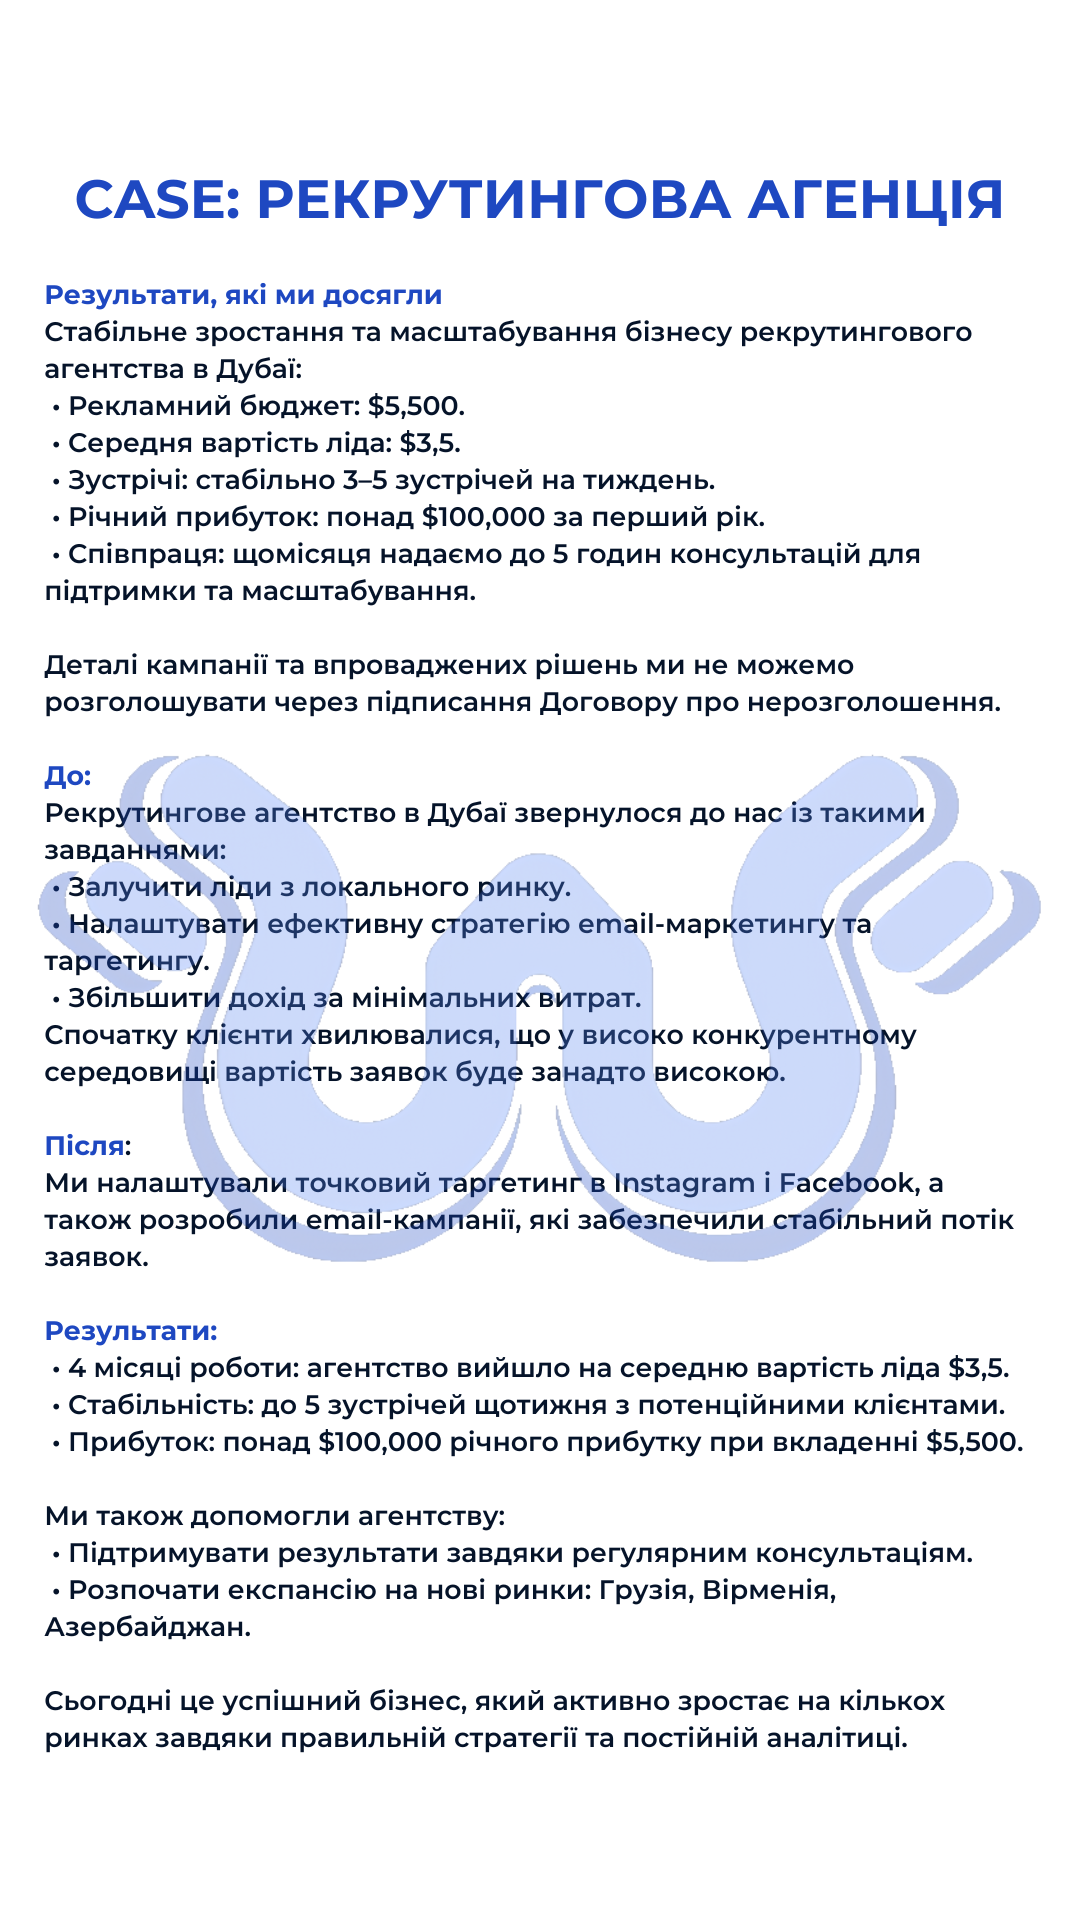 CASE: РЕКРУТИНГОВА АГЕНЦІЯ
Результати, які ми досягли
Стабільне зростання та масштабування бізнесу рекрутингового
агентства в Дубаї:
• Рекламний бюджет: $5,500.
• Середня вартість ліда: $3,5.
• Зустрічі: стабільно 3–5 зустрічей на тиждень.
• Річний прибуток: понад $100,000 за перший рік.
• Співпраця: щомісяця надаємо до 5 годин консультацій для
підтримки та масштабування.
Деталі кампанії та впроваджених рішень ми не можемо
розголошувати через підписання Договору про нерозголошення.
До:
Рекрутингове агентство в Дубаї звернулося до нас із такими
завданнями:
• Залучити ліди з локального ринку.
• Налаштувати ефективну стратегію email-маркетингу та
таргетингу.
• Збільшити дохід за мінімальних витрат.
Спочатку клієнти хвилювалися, що у високо конкурентному
середовищі вартість заявок буде занадто високою.
Після:
Ми налаштували точковий таргетинг в Instagram і Facebook, а
також розробили email-кампанії, які забезпечили стабільний потік
заявок.
Результати:
• 4 місяці роботи: агентство вийшло на середню вартість ліда $3,5.
• Стабільність: до 5 зустрічей щотижня з потенційними клієнтами.
• Прибуток: понад $100,000 річного прибутку при вкладенні $5,500.
Ми також допомогли агентству:
• Підтримувати результати завдяки регулярним консультаціям.
• Розпочати експансію на нові ринки: Грузія, Вірменія,
Азербайджан.
Сьогодні це успішний бізнес, який активно зростає на кількох
ринках завдяки правильній стратегії та постійній аналітиці.